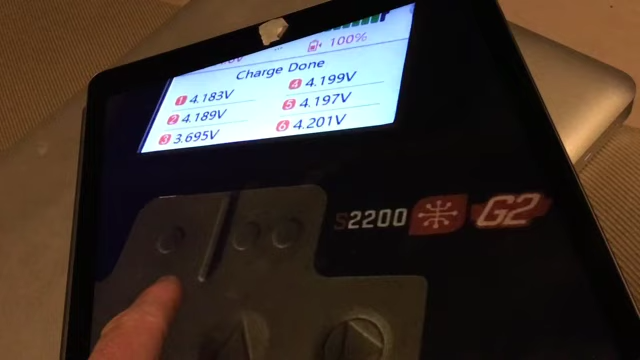 100%
Charge Done
1 4.183V
4 4.199V
2 4.189V
5 4.197V
3 3.695V
6 4.201V
S2200 G2